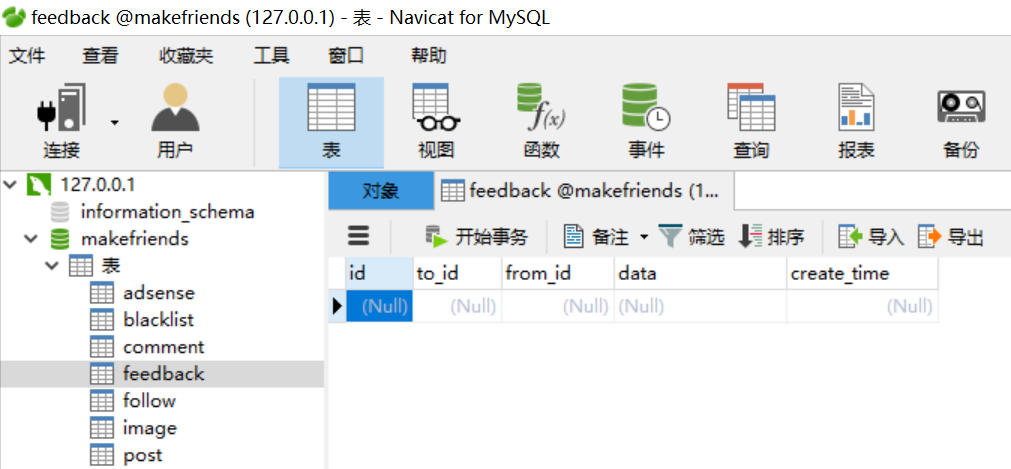 feedback @makefriends (127.0.0.1) - 表 - Navicat for MySQL
文件 查看 收藏夹 工具 窗口 帮助
连接 用户 表 视图 f(x) 函数 事件 查询 报表 备份
127.0.0.1
information_schema
makefriends
表
adsense
blacklist
comment
feedback
follow
image
post
对象 feedback @makefriends (1...
开始事务 备注 筛选 排序 导入 导出
id to_id from_id data create_time
(Null) (Null) (Null) (Null) (Null)